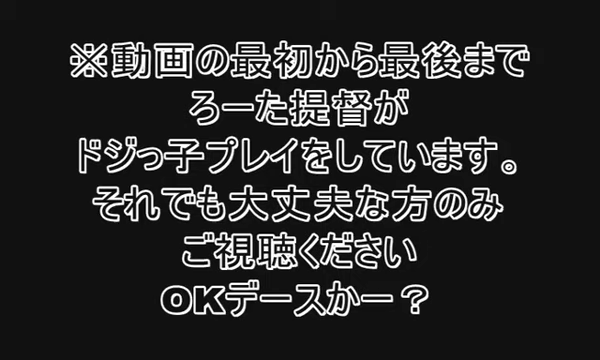 ※動画の最初から最後まで
ろーた提督が
ドジっ子プレイをしています。
それでも大丈夫な方のみ
ご視聴ください
OKデースかー？